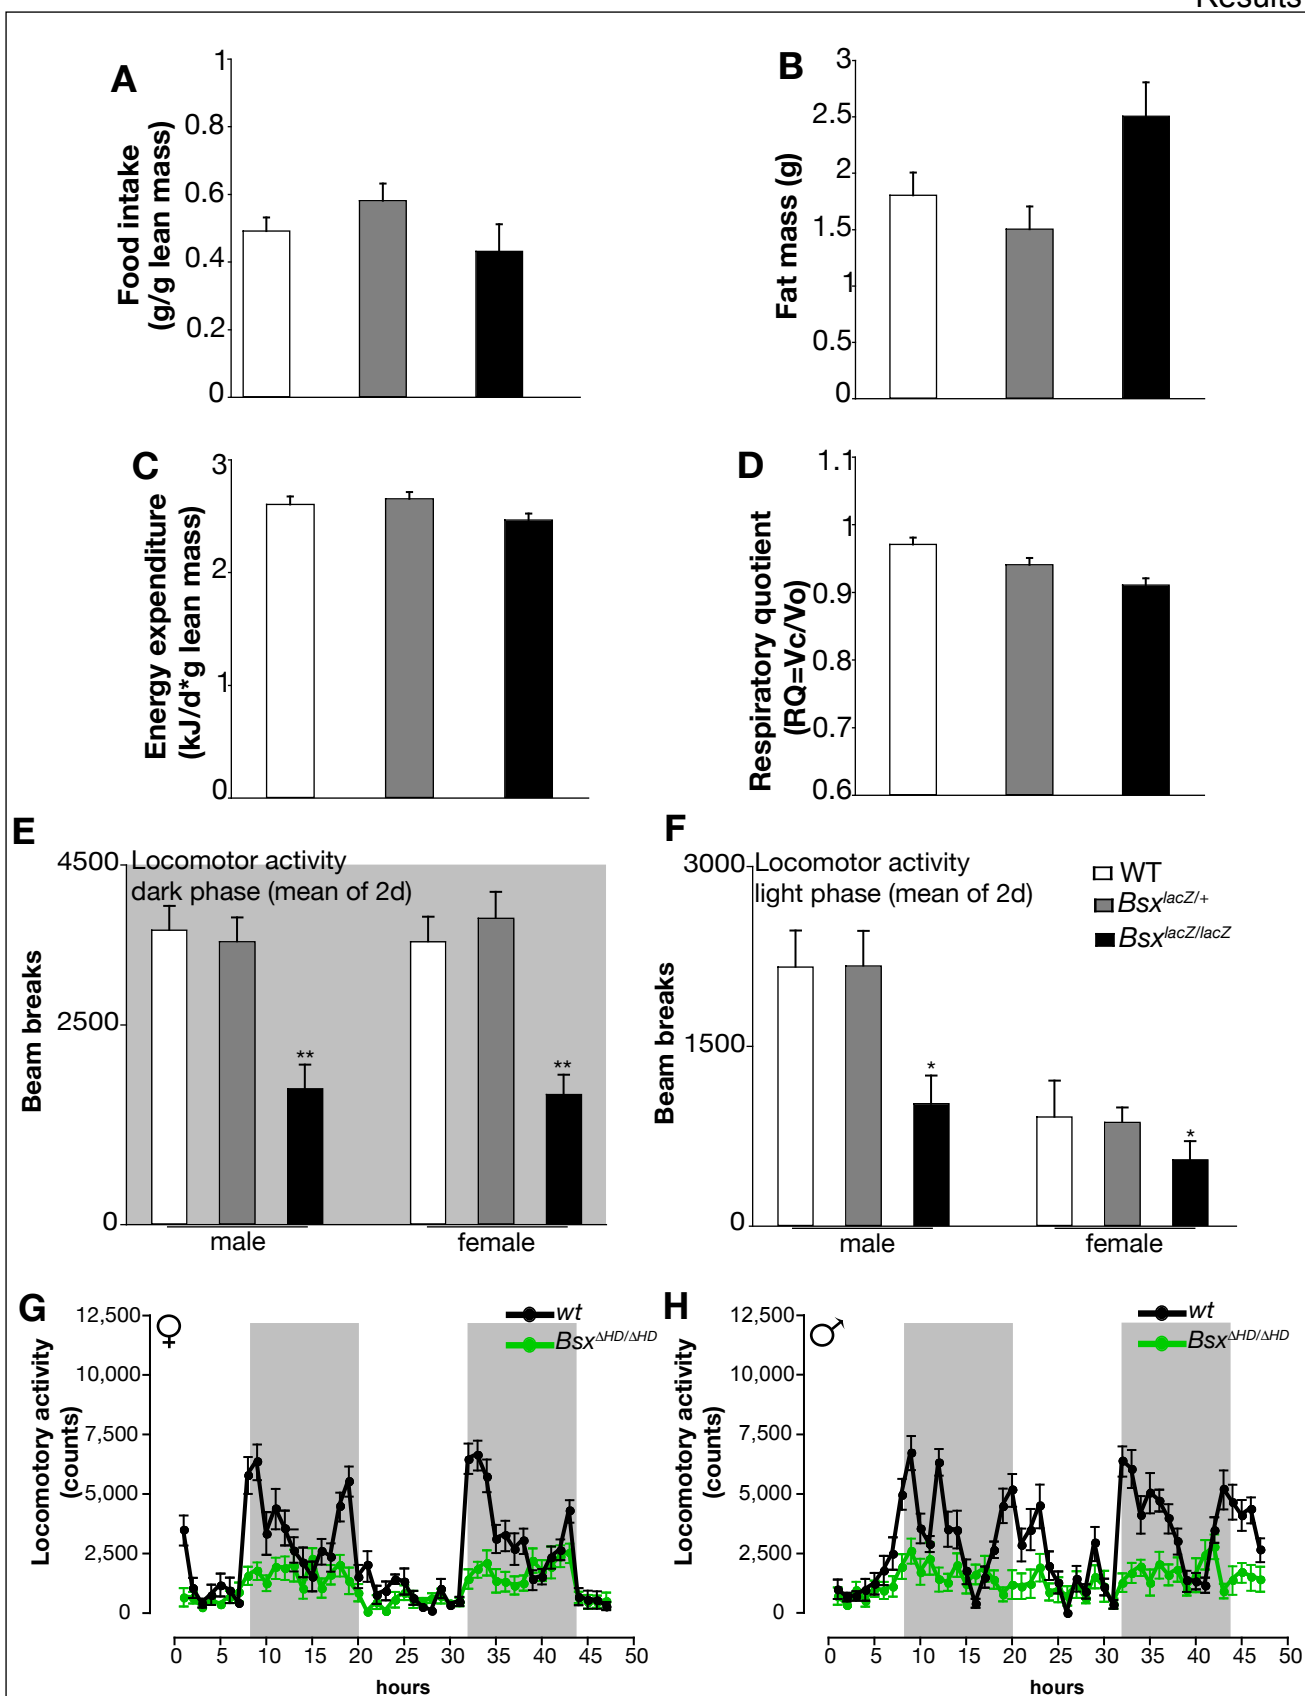 Results
A
Food intake
(g/g lean mass)
1
0.8
0.6
0.4
0.2
0
B
Fat mass (g)
3
2.5
2
1.5
1
0.5
0
C
Energy expenditure
(kJ/d*g lean mass)
3
2
1
0
D
Respiratory quotient
(RQ=Vc/Vo)
1.1
1
0.9
0.8
0.7
0.6
E
Locomotor activity
dark phase (mean of 2d)
Beam breaks
4500
2500
0
**
**
male
female
F
Locomotor activity
light phase (mean of 2d)
Beam breaks
3000
1500
0
*
*
male
female
WT
Bsx^lacZ/+
Bsx^lacZ/lacZ
G
♀
Locomotory activity
(counts)
12,500
10,000
7,500
5,000
2,500
0
wt
Bsx^ΔHD/ΔHD
0 5 10 15 20 25 30 35 40 45 50
hours
H
♂
Locomotory activity
(counts)
12,500
10,000
7,500
5,000
2,500
0
wt
Bsx^ΔHD/ΔHD
0 5 10 15 20 25 30 35 40 45 50
hours